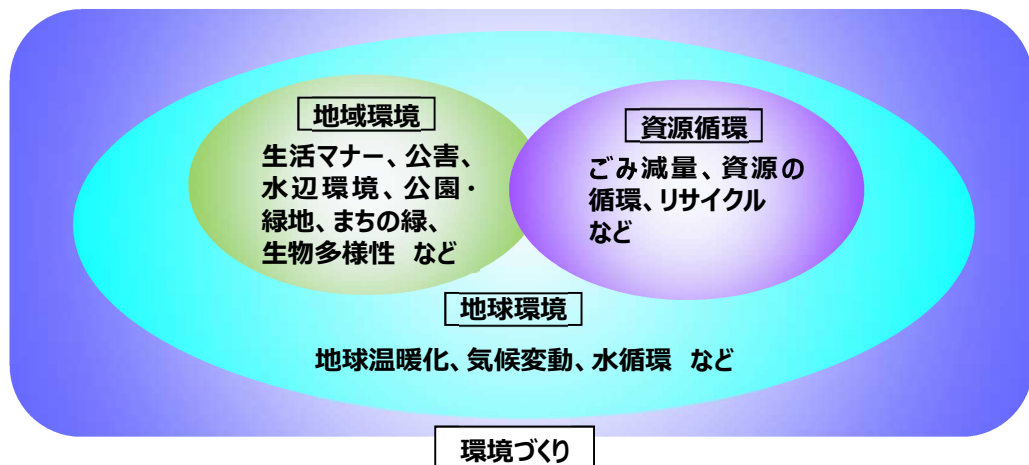 地域環境
生活マナー、公害、
水辺環境、公園・
緑地、まちの緑、
生物多様性 など
資源循環
ごみ減量、資源の
循環、リサイクル
など
地球環境
地球温暖化、気候変動、水循環 など
環境づくり